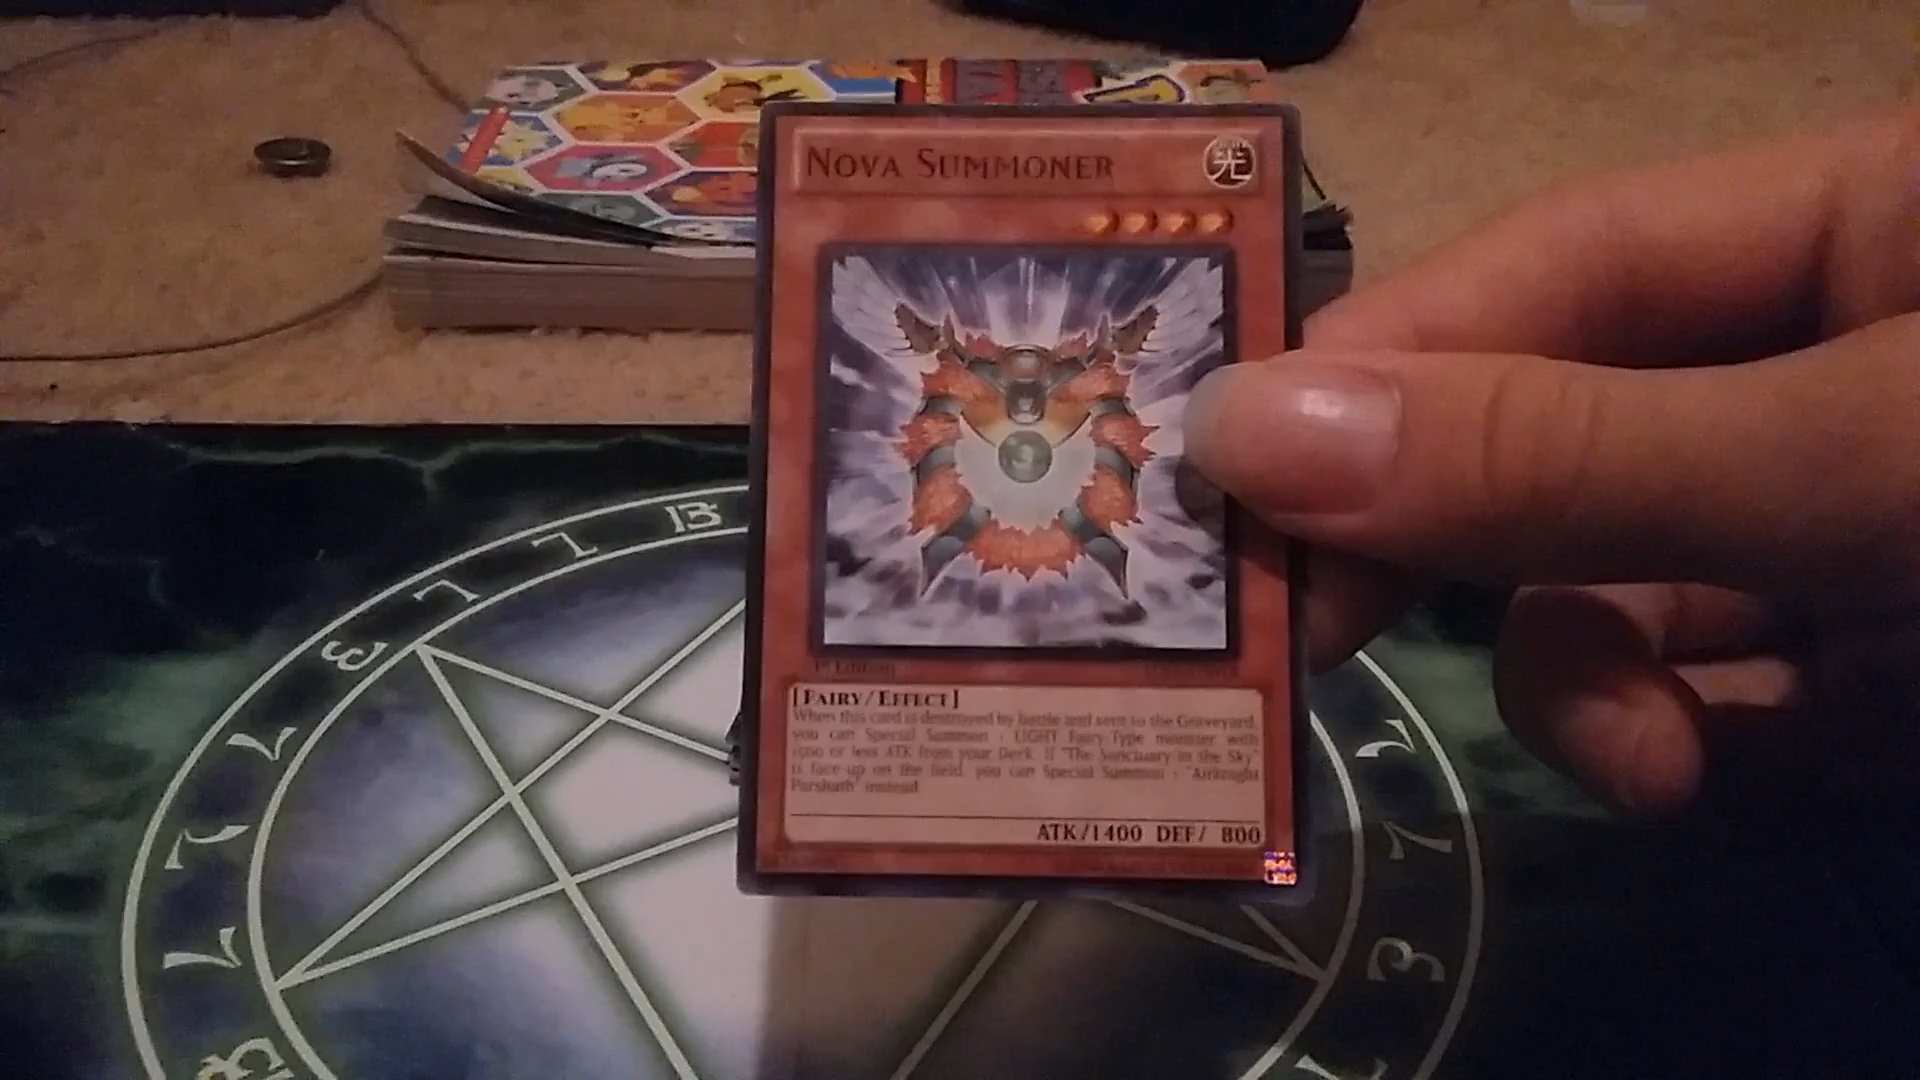 NOVA SUMMONER
光
1st Edition
[FAIRY/EFFECT]
When this card is destroyed by battle and sent to the Graveyard,
you can Special Summon 1 LIGHT Fairy-Type monster with
1500 or less ATK from your Deck. If "The Sanctuary in the Sky"
is face-up on the field, you can Special Summon 1 "Airknight
Parshath" instead.
ATK/1400 DEF/ 800